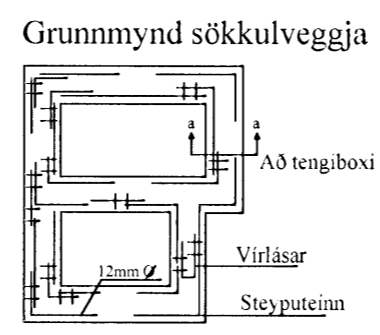 Grunnmynd sökkulveggja
a a
Að tengiboxi
Vírlásar
12mm Ø
Steyputeinn